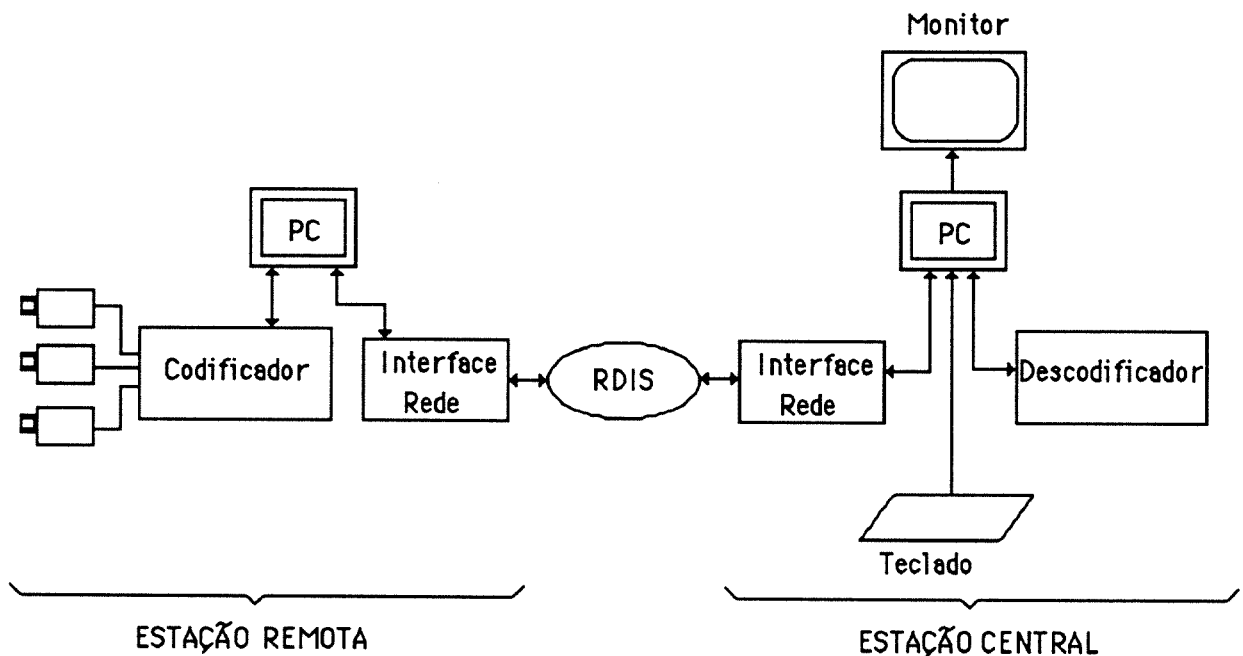 Monitor
PC
PC
Codificador
Interface
Rede
RDIS
Interface
Rede
Descodificador
Teclado
ESTAÇÃO REMOTA
ESTAÇÃO CENTRAL